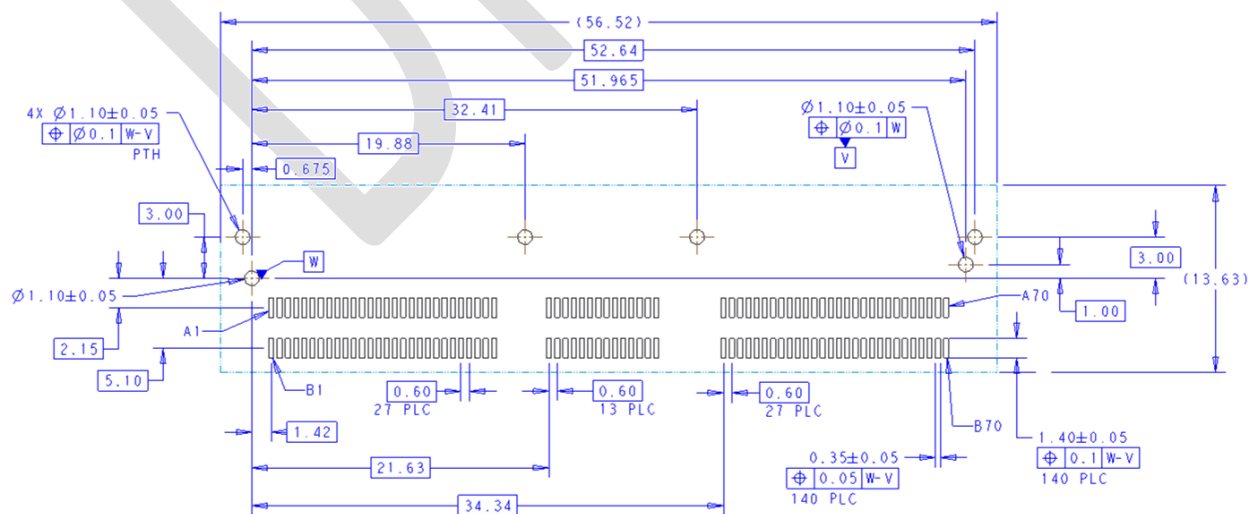 (56.52)
52.64
51.965
32.41
4X Ø1.10±0.05
⌖ Ø0.1 W-V
PTH
Ø1.10±0.05
⌖ Ø0.1 W
V
19.88
0.675
3.00
W
3.00
(13.63)
Ø1.10±0.05
A1
A70
1.00
2.15
5.10
B1
0.60
27 PLC
0.60
13 PLC
0.60
27 PLC
B70
1.42
1.40±0.05
⌖ 0.1 W-V
140 PLC
0.35±0.05
⌖ 0.05 W-V
140 PLC
21.63
34.34